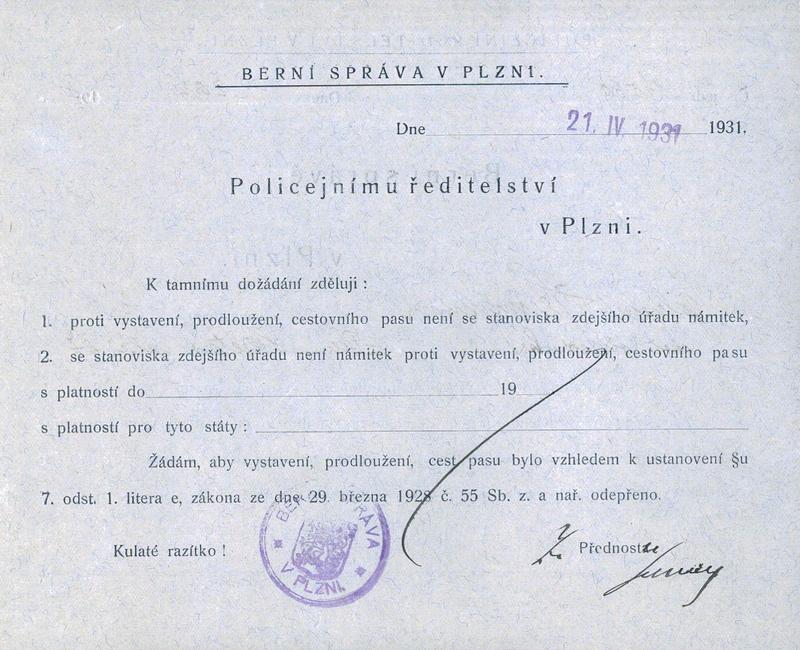 BERNÍ SPRÁVA V PLZNI.
Dne 21. IV. 1931 1931.
Policejnímu ředitelství
v Plzni.
K tamnímu dožádání zděluji :
1. proti vystavení, prodloužení, cestovního pasu není se stanoviska zdejšího úřadu námitek,
2. se stanoviska zdejšího úřadu není námitek proti vystavení, prodloužení, cestovního pasu
s platností do 19
s platností pro tyto státy :
Žádám, aby vystavení, prodloužení, cest pasu bylo vzhledem k ustanovení §u
7. odst. 1. litera e, zákona ze dne 29. března 1928 č. 55 Sb. z. a nař. odepřeno.
BERNÍ SPRÁVA
V PLZNI.
Kulaté razítko !
Přednosta